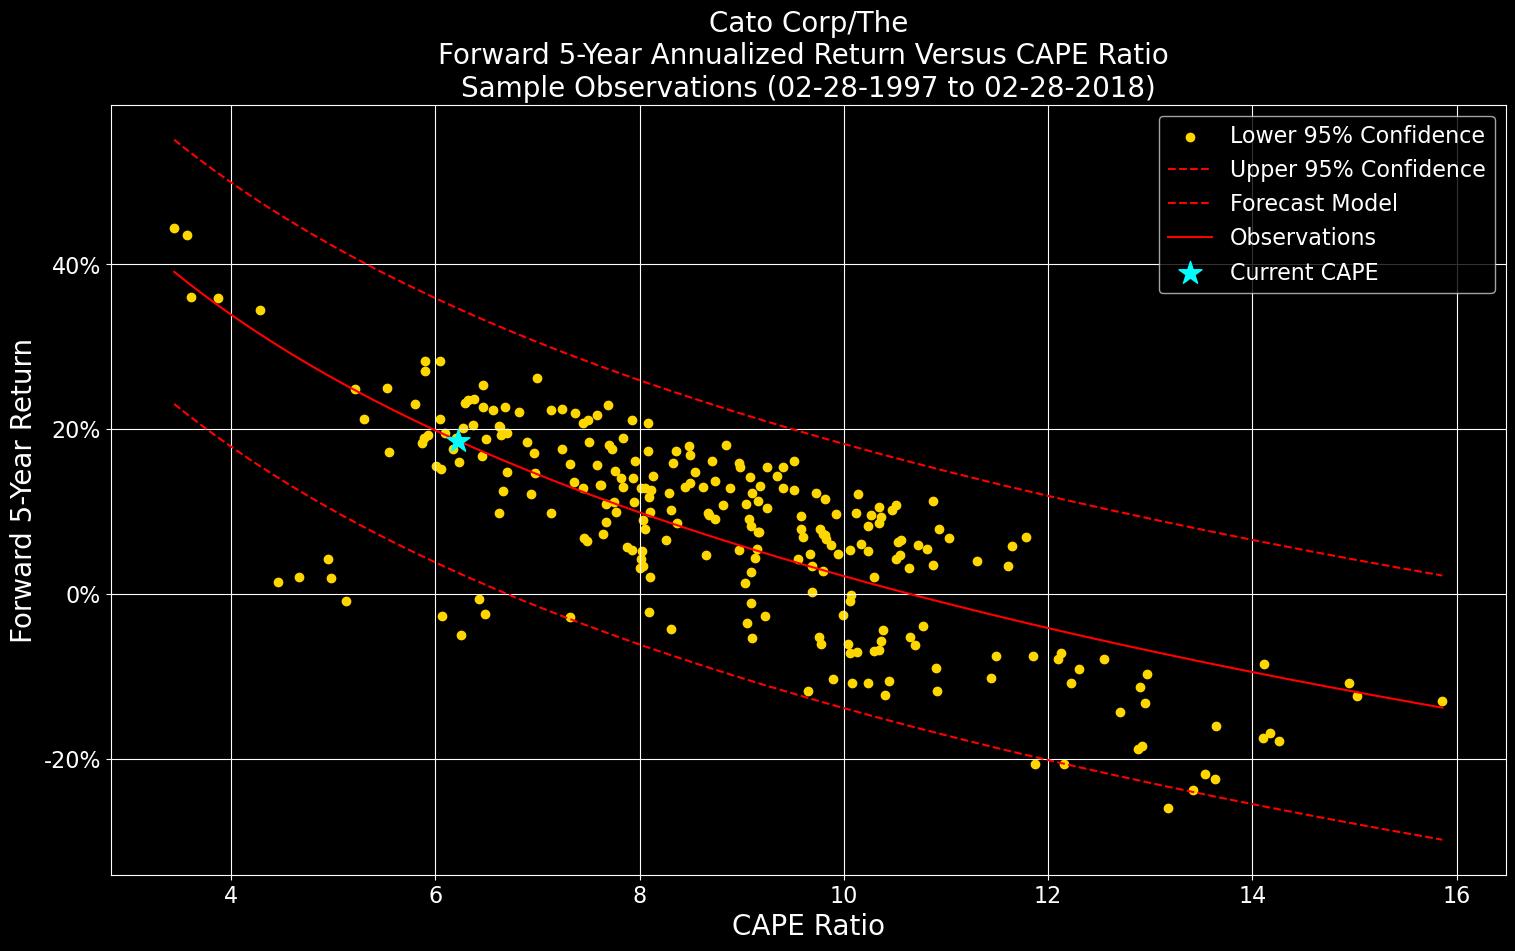 Cato Corp/The
Forward 5-Year Annualized Return Versus CAPE Ratio
Sample Observations (02-28-1997 to 02-28-2018)
Lower 95% Confidence
Upper 95% Confidence
Forecast Model
Observations
Current CAPE
Forward 5-Year Return
40%
20%
0%
-20%
4 6 8 10 12 14 16
CAPE Ratio